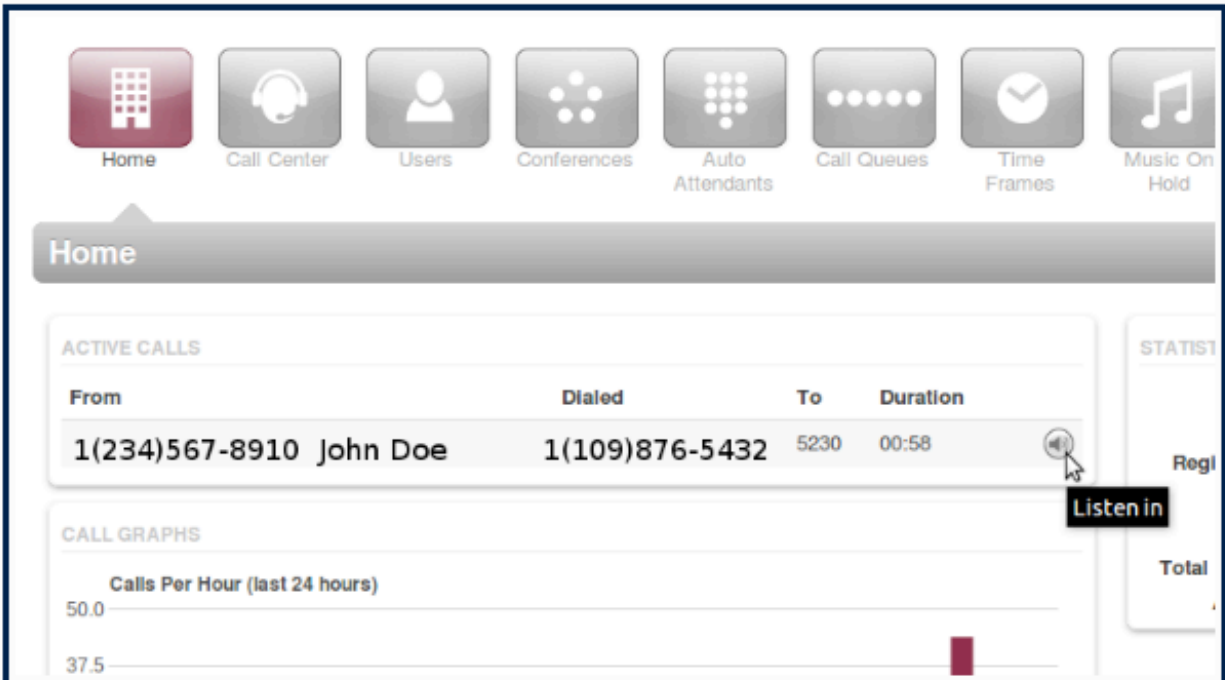 Home
Call Center
Users
Conferences
Auto
Attendants
Call Queues
Time
Frames
Music On
Hold
Home
ACTIVE CALLS
From Dialed To Duration
1(234)567-8910 John Doe 1(109)876-5432 5230 00:58
Listen in
CALL GRAPHS
Calls Per Hour (last 24 hours)
50.0
37.5
STATIST
Regi
Total